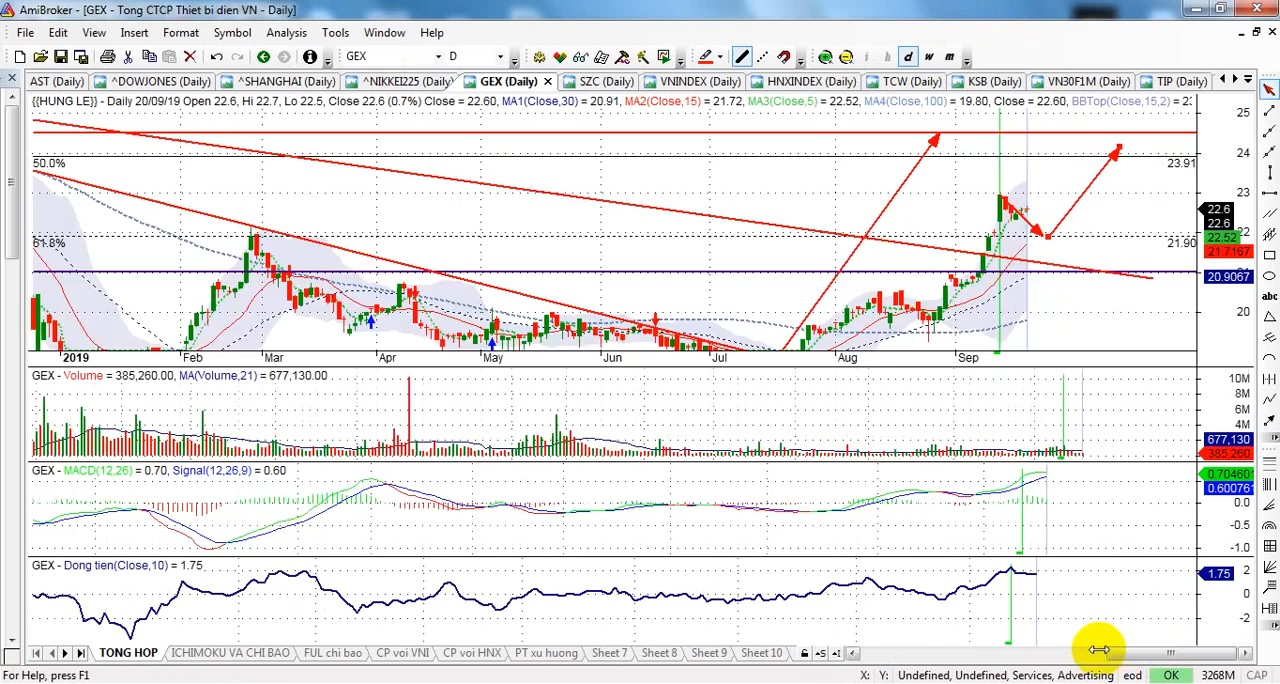 AmiBroker - [GEX - Tong CTCP Thiet bi dien VN - Daily]
File Edit View Insert Format Symbol Analysis Tools Window Help
GEX D i h d w m
AST (Daily) ^DOWJONES (Daily) ^SHANGHAI (Daily) ^NIKKEI225 (Daily) GEX (Daily) SZC (Daily) VNINDEX (Daily) HNXINDEX (Daily) TCW (Daily) KSB (Daily) VN30F1M (Daily) TIP (Daily)
{{HUNG LE}} - Daily 20/09/19 Open 22.6, Hi 22.7, Lo 22.5, Close 22.6 (0.7%) Close = 22.60, MA1(Close,30) = 20.91, MA2(Close,15) = 21.72, MA3(Close,5) = 22.52, MA4(Close,100) = 19.80, Close = 22.60, BBTop(Close,15,2) = 23
25
24
50.0% 23.91
23
22.6
22.6
22.52
61.8% 21.90
21.7167
20.9067
20
2019 Feb Mar Apr May Jun Jul Aug Sep
GEX - Volume = 385,260.00, MA(Volume,21) = 677,130.00
10M
8M
6M
4M
677,130
385,260
GEX - MACD(12,26) = 0.70, Signal(12,26,9) = 0.60
0.70460
0.60076
0.0
-0.5
-1.0
GEX - Dong tien(Close,10) = 1.75
2
1.75
0
-2
TONG HOP ICHIMOKU VA CHI BAO FUL chi bao CP voi VNI CP voi HNX PT xu huong Sheet 7 Sheet 8 Sheet 9 Sheet 10
abc
For Help, press F1 X: Y: Undefined, Undefined, Services, Advertising eod OK 3268M CAP